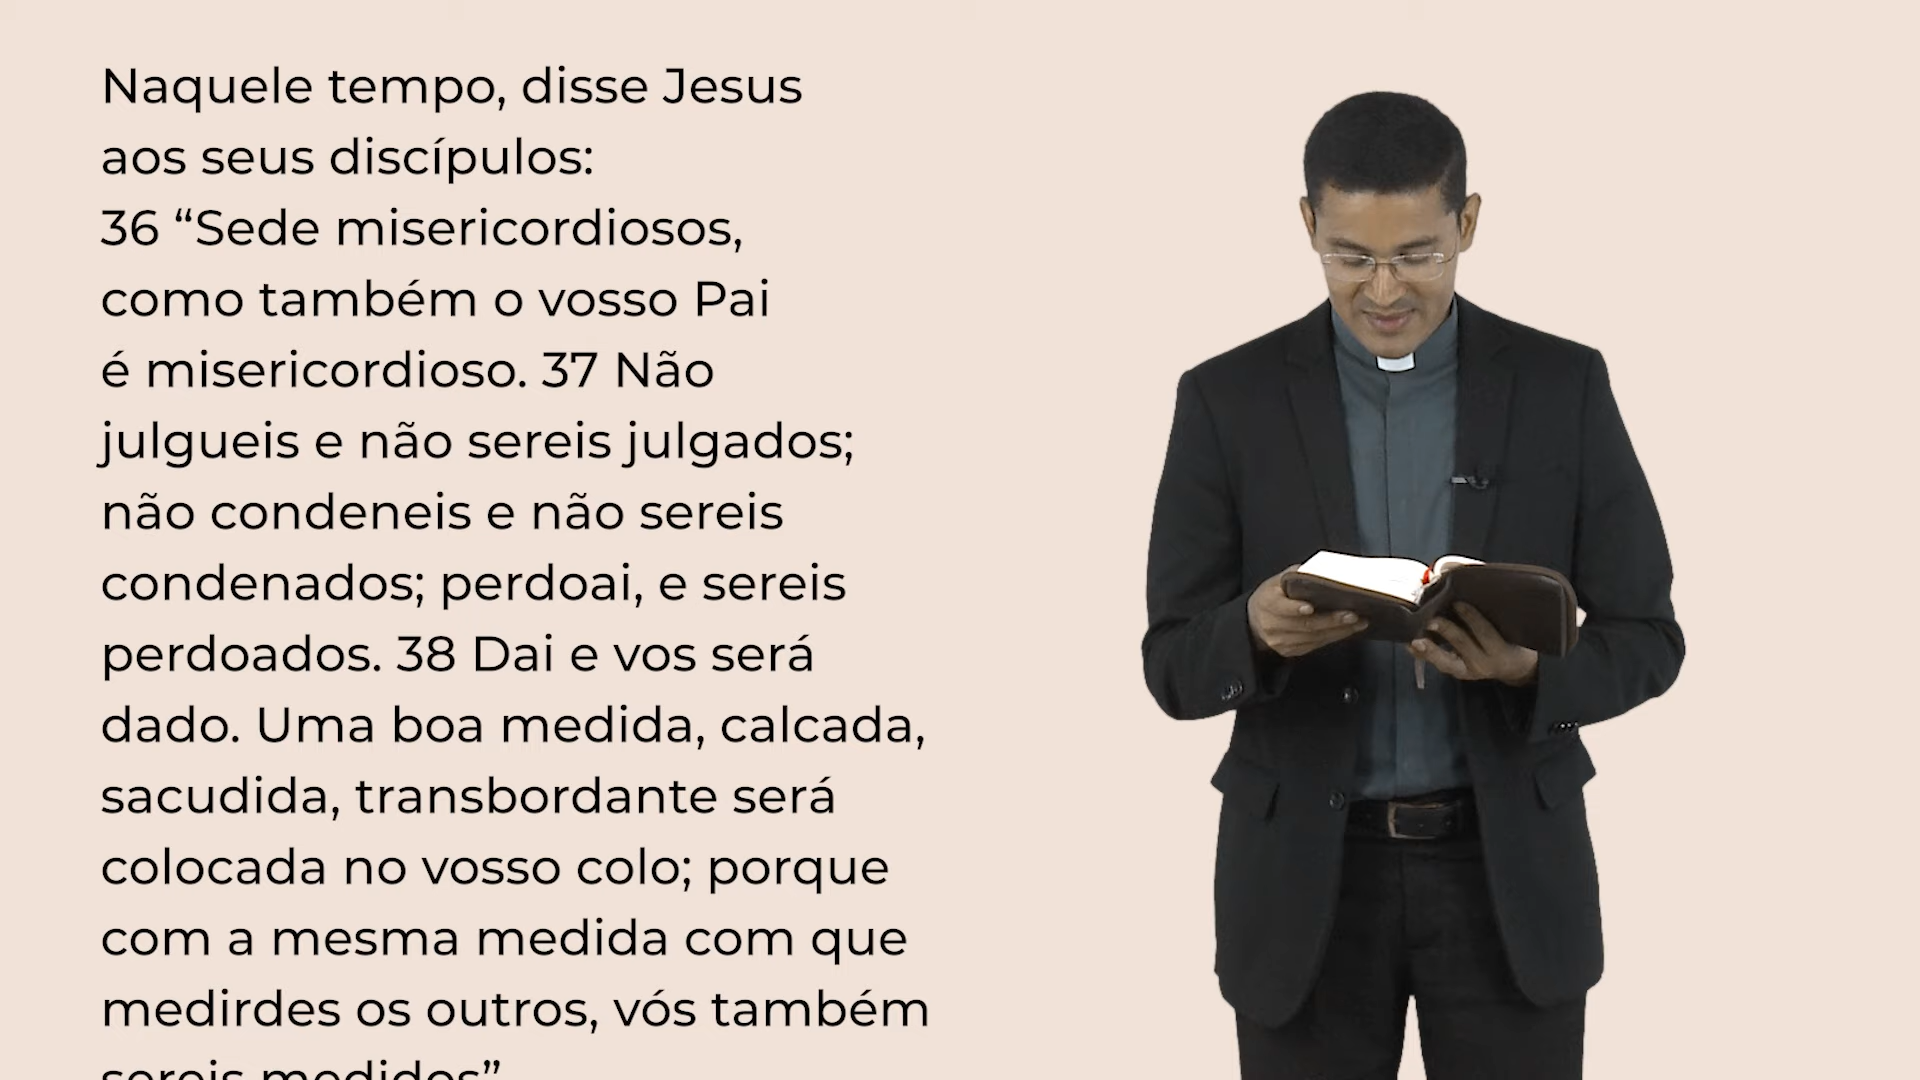 Naquele tempo, disse Jesus
aos seus discípulos:
36 “Sede misericordiosos,
como também o vosso Pai
é misericordioso. 37 Não
julgueis e não sereis julgados;
não condeneis e não sereis
condenados; perdoai, e sereis
perdoados. 38 Dai e vos será
dado. Uma boa medida, calcada,
sacudida, transbordante será
colocada no vosso colo; porque
com a mesma medida com que
medirdes os outros, vós também
sereis medidos”